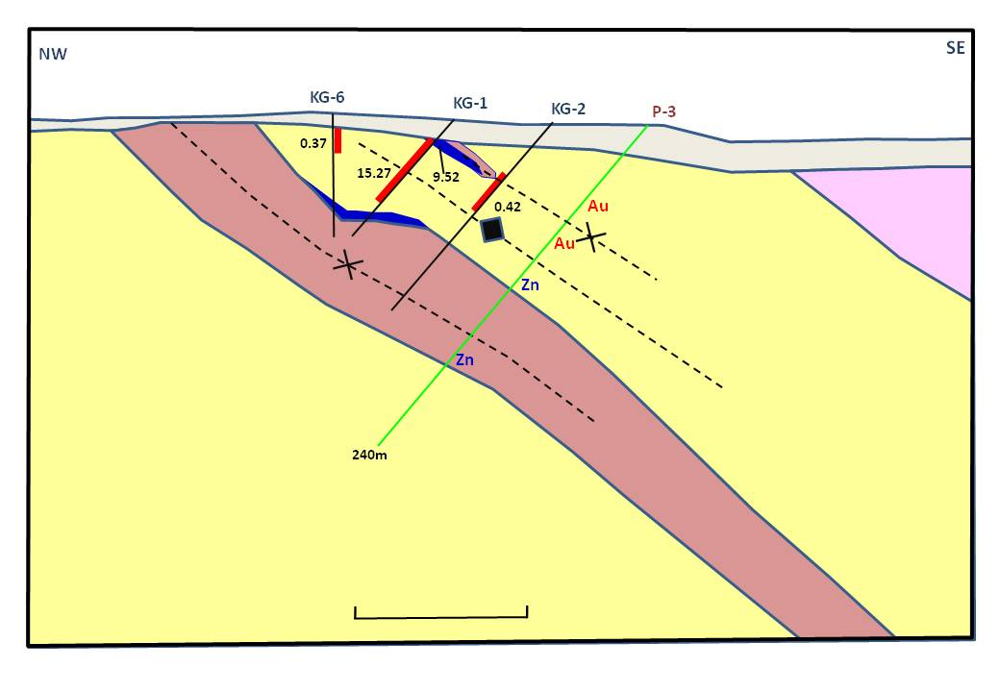 NW
SE
KG-6
KG-1
KG-2
P-3
0.37
15.27
9.52
0.42
Au
Au
Zn
Zn
240m